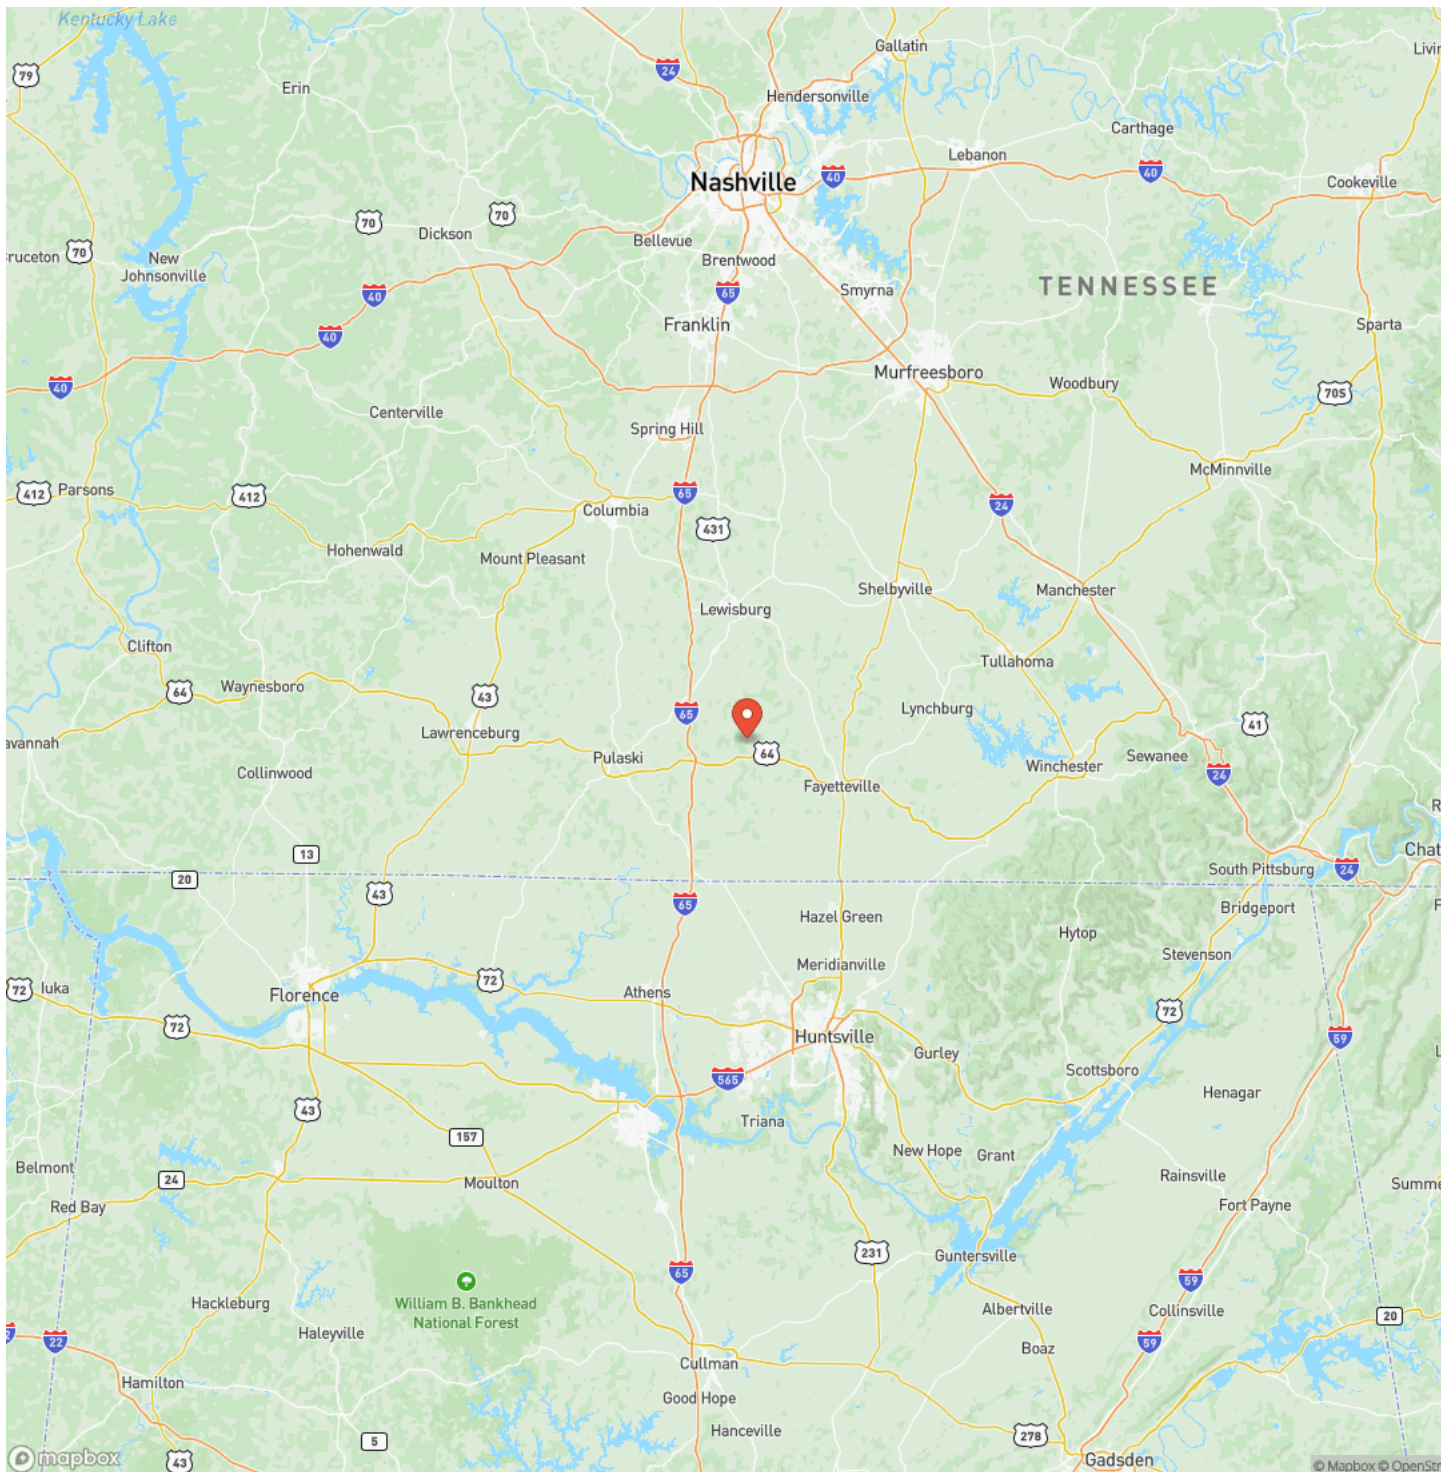 Kentucky Lake
Gallatin
24
Livin
79
Erin
Hendersonville
Carthage
Lebanon
40
40
Nashville
Cookeville
70
70
Dickson
Bellevue
70
ruceton
New
Johnsonville
Brentwood
TENNESSEE
40
65
Smyrna
Franklin
Sparta
40
40
Murfreesboro
Woodbury
70S
Centerville
Spring Hill
McMinnville
412
Parsons
412
65
24
Columbia
431
Hohenwald
Mount Pleasant
Shelbyville
Manchester
Lewisburg
Clifton
Tullahoma
64
Waynesboro
43
65
Lynchburg
41
avannah
Lawrenceburg
Pulaski
64
Sewanee
Collinwood
Winchester
24
Fayetteville
R
13
Chat
20
South Pittsburg
24
43
65
Hazel Green
Bridgeport
F
Hytop
Stevenson
72
Iuka
Florence
72
Athens
Meridianville
72
72
Huntsville
59
Gurley
L
Scottsboro
565
Henagar
43
Triana
157
New Hope
Grant
Belmont
24
Moulton
Rainsville
Summe
Red Bay
Fort Payne
231
Guntersville
65
59
William B. Bankhead
National Forest
Hackleburg
Albertville
Collinsville
20
22
Haleyville
59
Boaz
Cullman
Hamilton
Good Hope
Hanceville
5
278
mapbox
43
Gadsden
© Mapbox © OpenStr